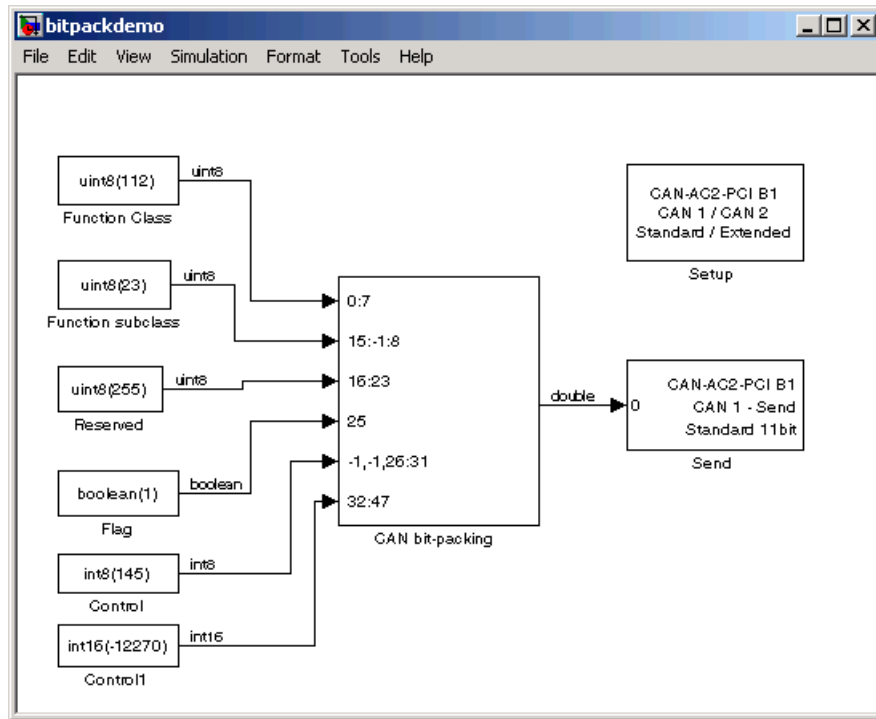 bitpackdemo
File Edit View Simulation Format Tools Help
uint8(112)
uint8
Function Class
uint8(23)
uint8
Function subclass
uint8(255)
uint8
Reserved
boolean(1)
boolean
Flag
int8(145)
int8
Control
int16(-12270)
int16
Control1
0:7
15:-1:8
16:23
25
-1,-1,26:31
32:47
CAN bit-packing
double
CAN-AC2-PCI B1
CAN 1 / CAN 2
Standard / Extended
Setup
0
CAN-AC2-PCI B1
CAN 1 - Send
Standard 11bit
Send